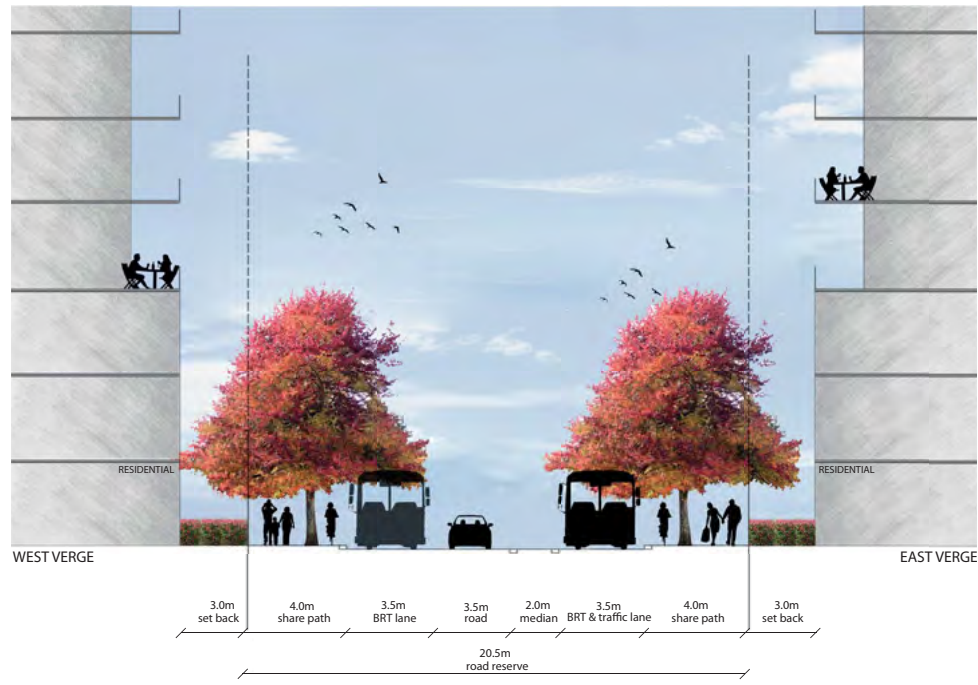 RESIDENTIAL
RESIDENTIAL
WEST VERGE
EAST VERGE
3.0m
set back
4.0m
share path
3.5m
BRT lane
3.5m
road
2.0m
median
3.5m
BRT & traffic lane
4.0m
share path
3.0m
set back
20.5m
road reserve